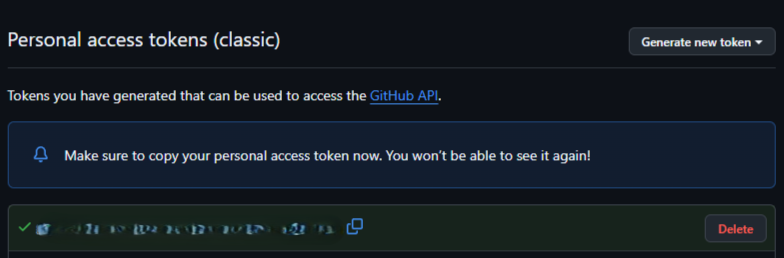 Personal access tokens (classic)
Generate new token
Tokens you have generated that can be used to access the GitHub API.
Make sure to copy your personal access token now. You won't be able to see it again!
Delete